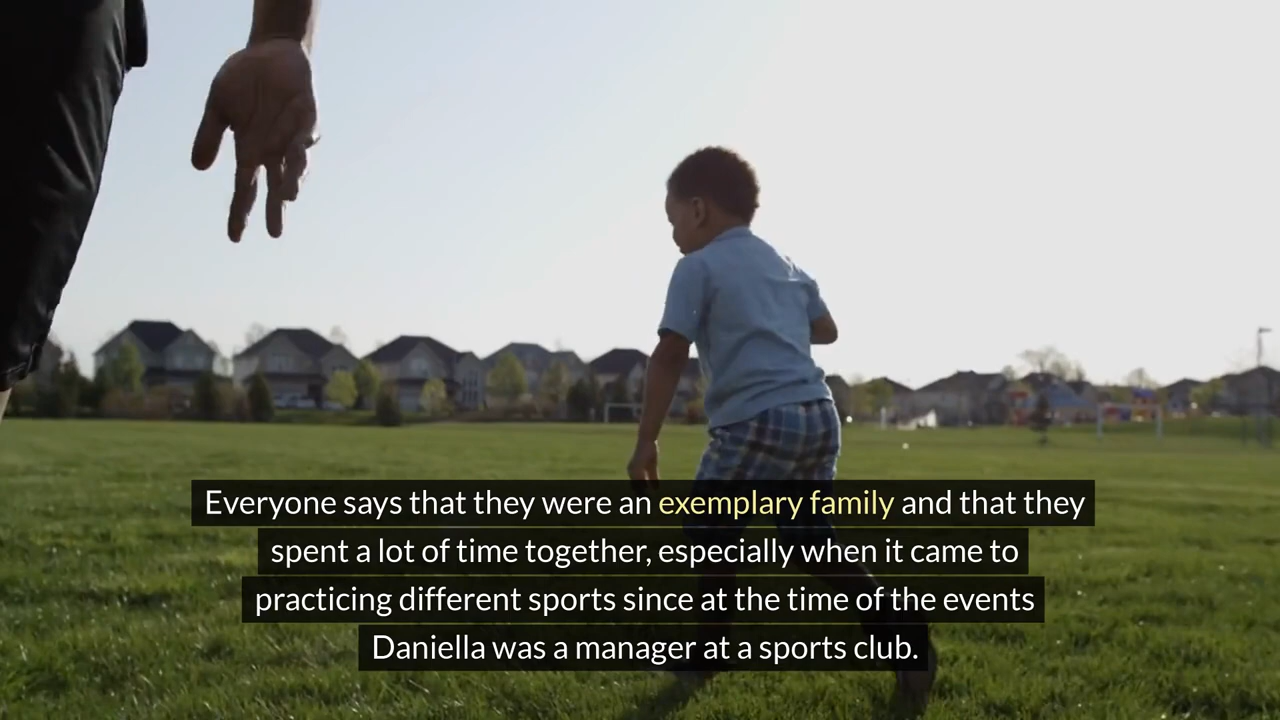 Everyone says that they were an exemplary family and that they
spent a lot of time together, especially when it came to
practicing different sports since at the time of the events
Daniella was a manager at a sports club.